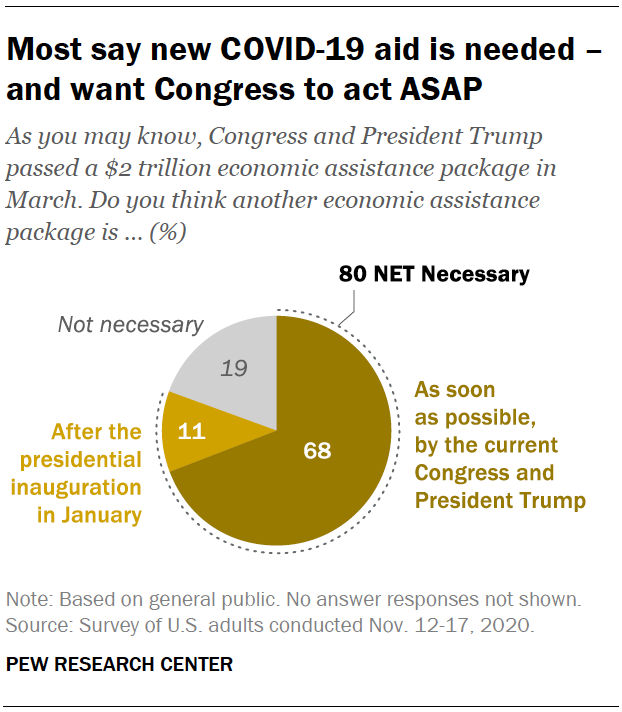 Most say new COVID-19 aid is needed –
and want Congress to act ASAP
As you may know, Congress and President Trump
passed a $2 trillion economic assistance package in
March. Do you think another economic assistance
package is ... (%)
80 NET Necessary
Not necessary
19
As soon
as possible,
by the current
Congress and
President Trump
68
After the
presidential
inauguration
in January
11
Note: Based on general public. No answer responses not shown.
Source: Survey of U.S. adults conducted Nov. 12-17, 2020.
PEW RESEARCH CENTER